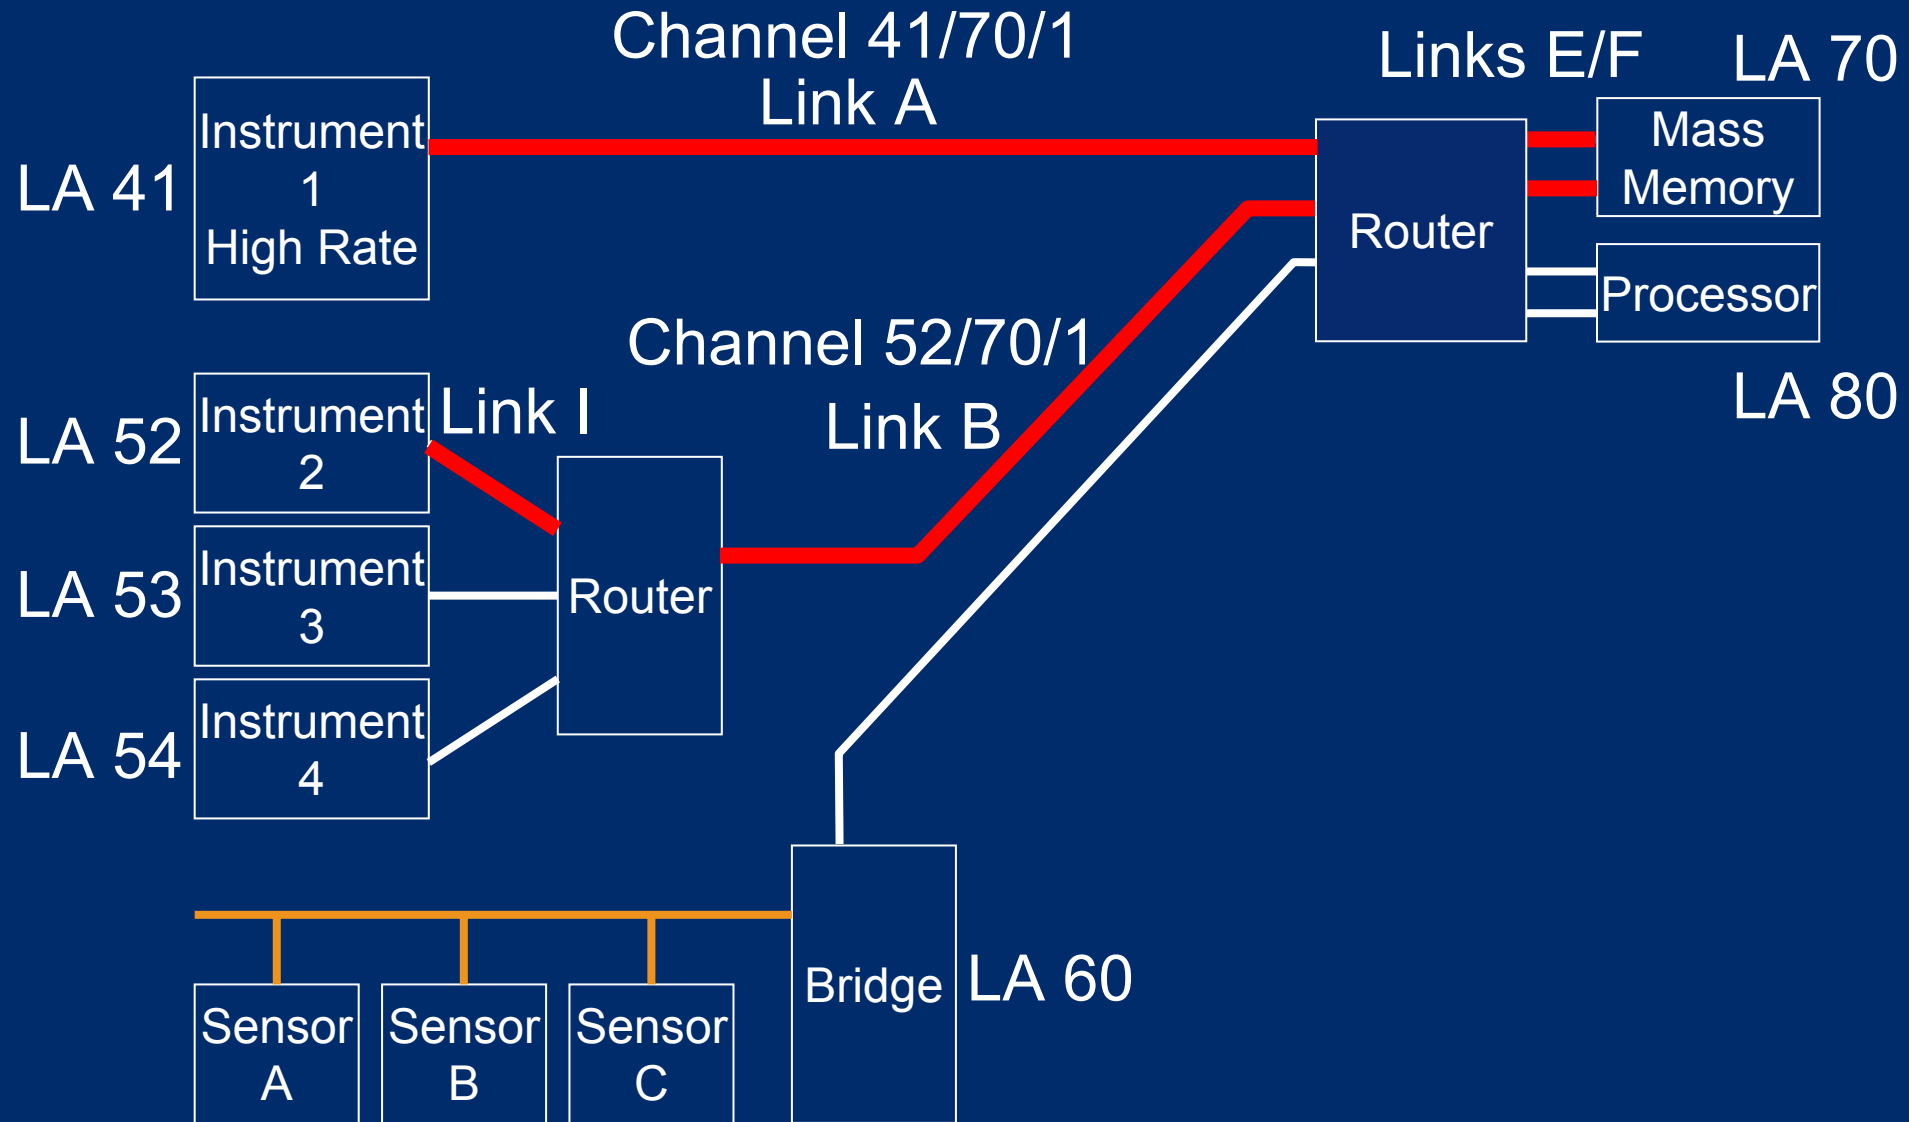 Channel 41/70/1
Link A
Links E/F
LA 70
Instrument
1
High Rate
LA 41
Mass
Memory
Router
Processor
LA 80
Channel 52/70/1
Link B
LA 52
Instrument
2
Link I
LA 53
Instrument
3
Router
LA 54
Instrument
4
Bridge
LA 60
Sensor
A
Sensor
B
Sensor
C